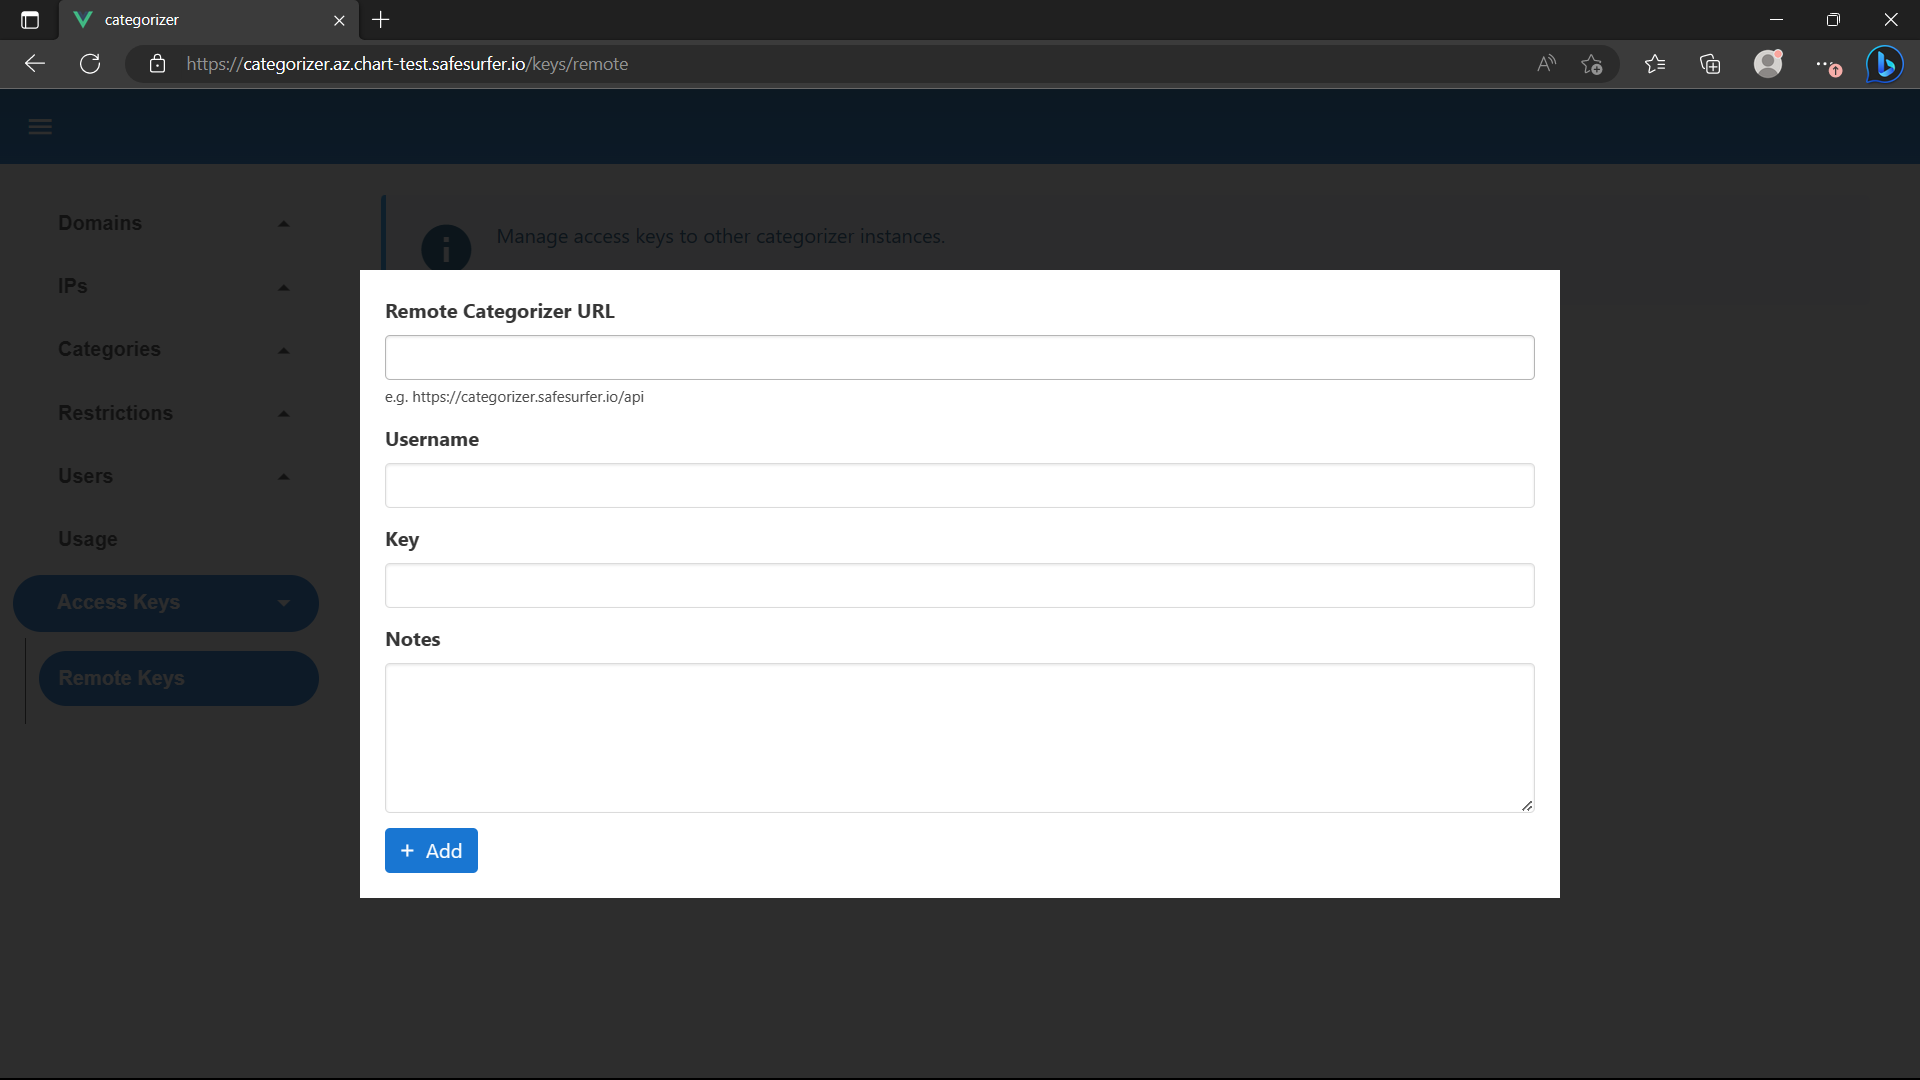 categorizer
https://categorizer.az.chart-test.safesurfer.io/keys/remote
Domains
IPs
Categories
Restrictions
Users
Usage
Access Keys
Remote Keys
Manage access keys to other categorizer instances.
Remote Categorizer URL
e.g. https://categorizer.safesurfer.io/api
Username
Key
Notes
+ Add